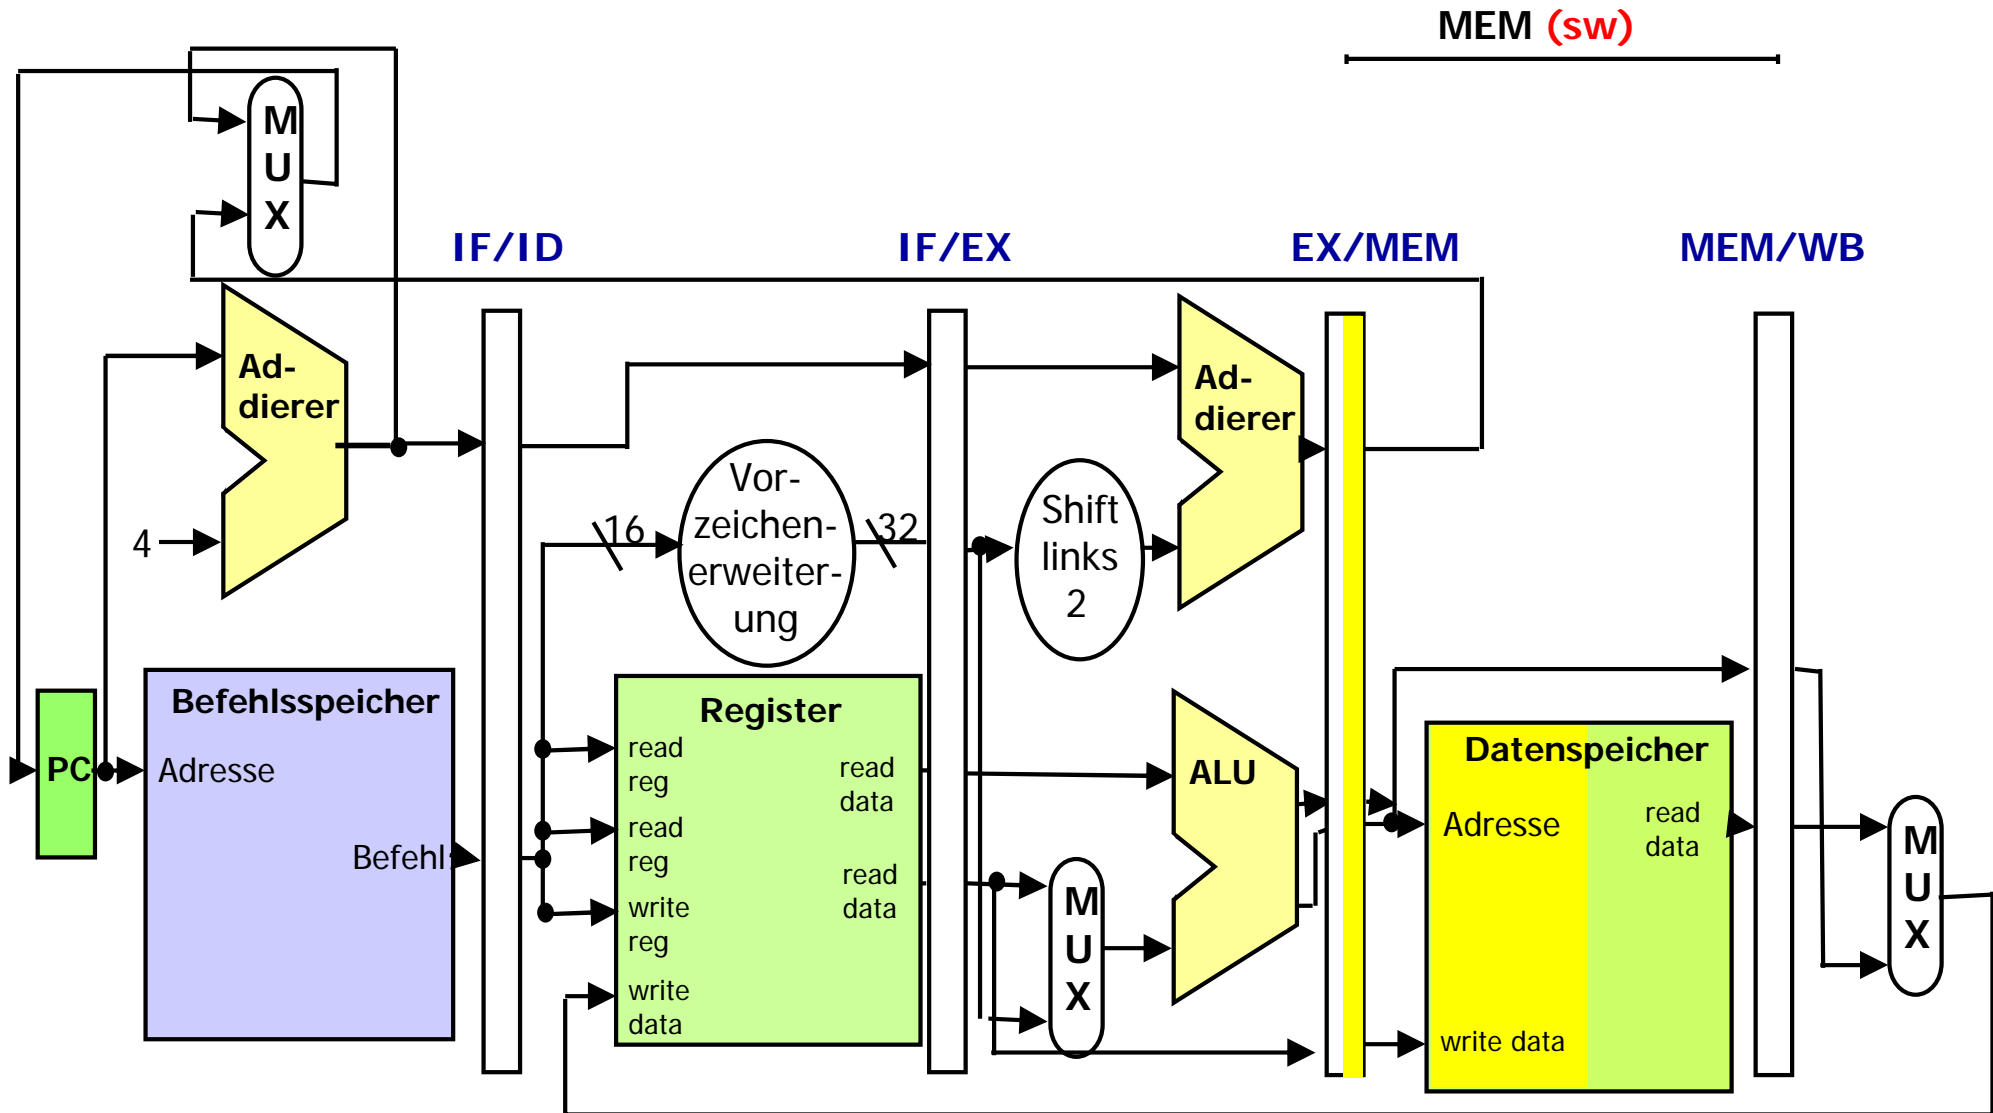 MEM (sw)
M
U
X
IF/ID
IF/EX
EX/MEM
MEM/WB
Ad-
dierer
4
16
Vor-
zeichen-
erweiter-
ung
32
Shift
links
2
Ad-
dierer
PC
Befehlsspeicher
Adresse
Befehl
Register
read
reg
read
reg
write
reg
write
data
read
data
read
data
M
U
X
ALU
Datenspeicher
Adresse
read
data
write data
M
U
X